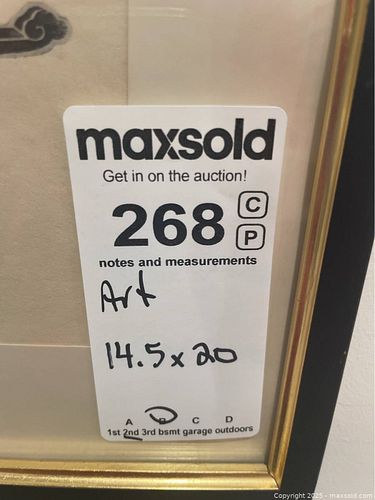 maxsold
Get in on the auction!
268 C
P
notes and measurements
Art
14.5 x 20
A B C D
1st 2nd 3rd bsmt garage outdoors
Copyright 2025 - maxsold.com